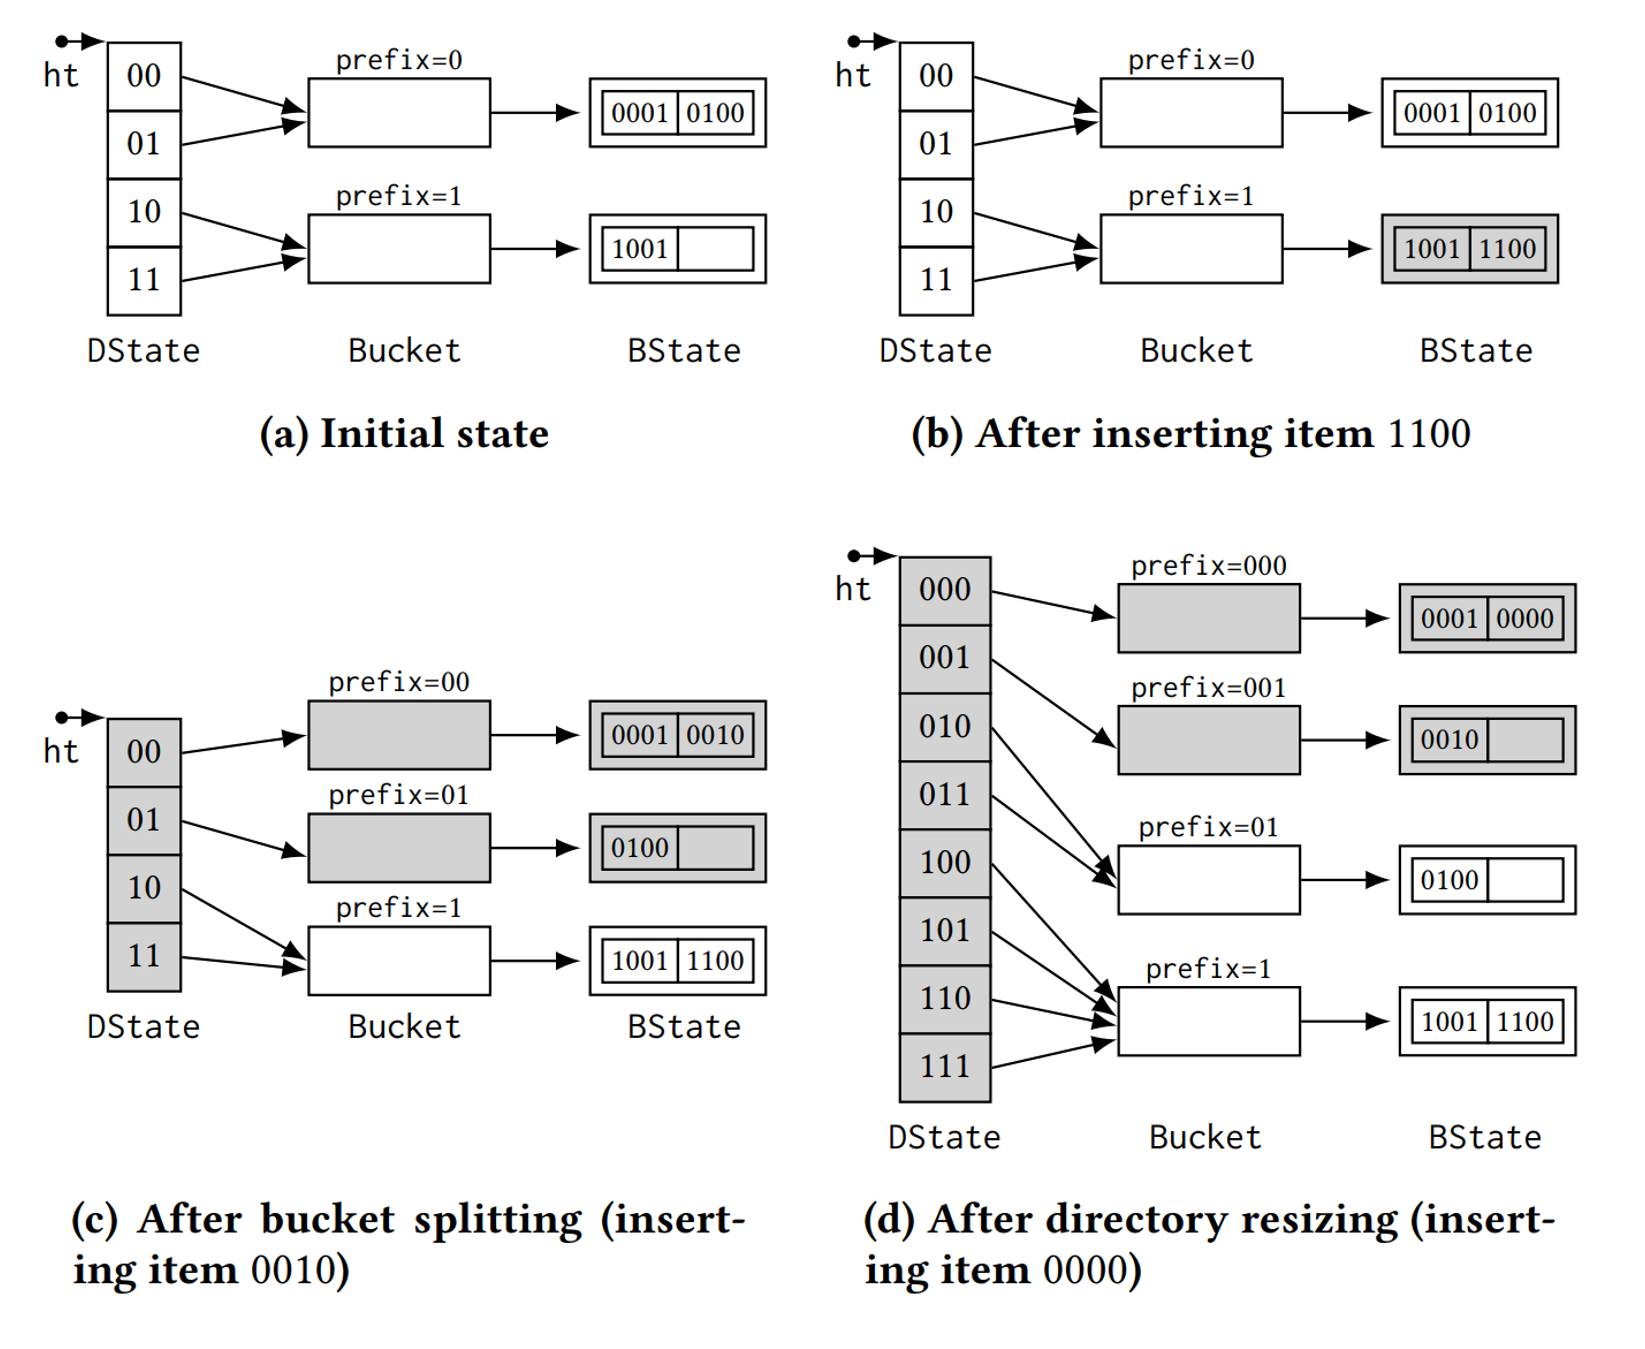 prefix=0
ht
00
0001 0100
01
prefix=1
10
1001
11
DState Bucket BState
(a) Initial state
prefix=0
ht
00
0001 0100
01
prefix=1
10
1001 1100
11
DState Bucket BState
(b) After inserting item 1100
prefix=00
ht
00
0001 0010
prefix=01
01
0100
10
prefix=1
11
1001 1100
DState Bucket BState
(c) After bucket splitting (insert-
ing item 0010)
prefix=000
ht
000
0001 0000
001
prefix=001
010
0010
011
prefix=01
100
0100
101
prefix=1
110
1001 1100
111
DState Bucket BState
(d) After directory resizing (insert-
ing item 0000)